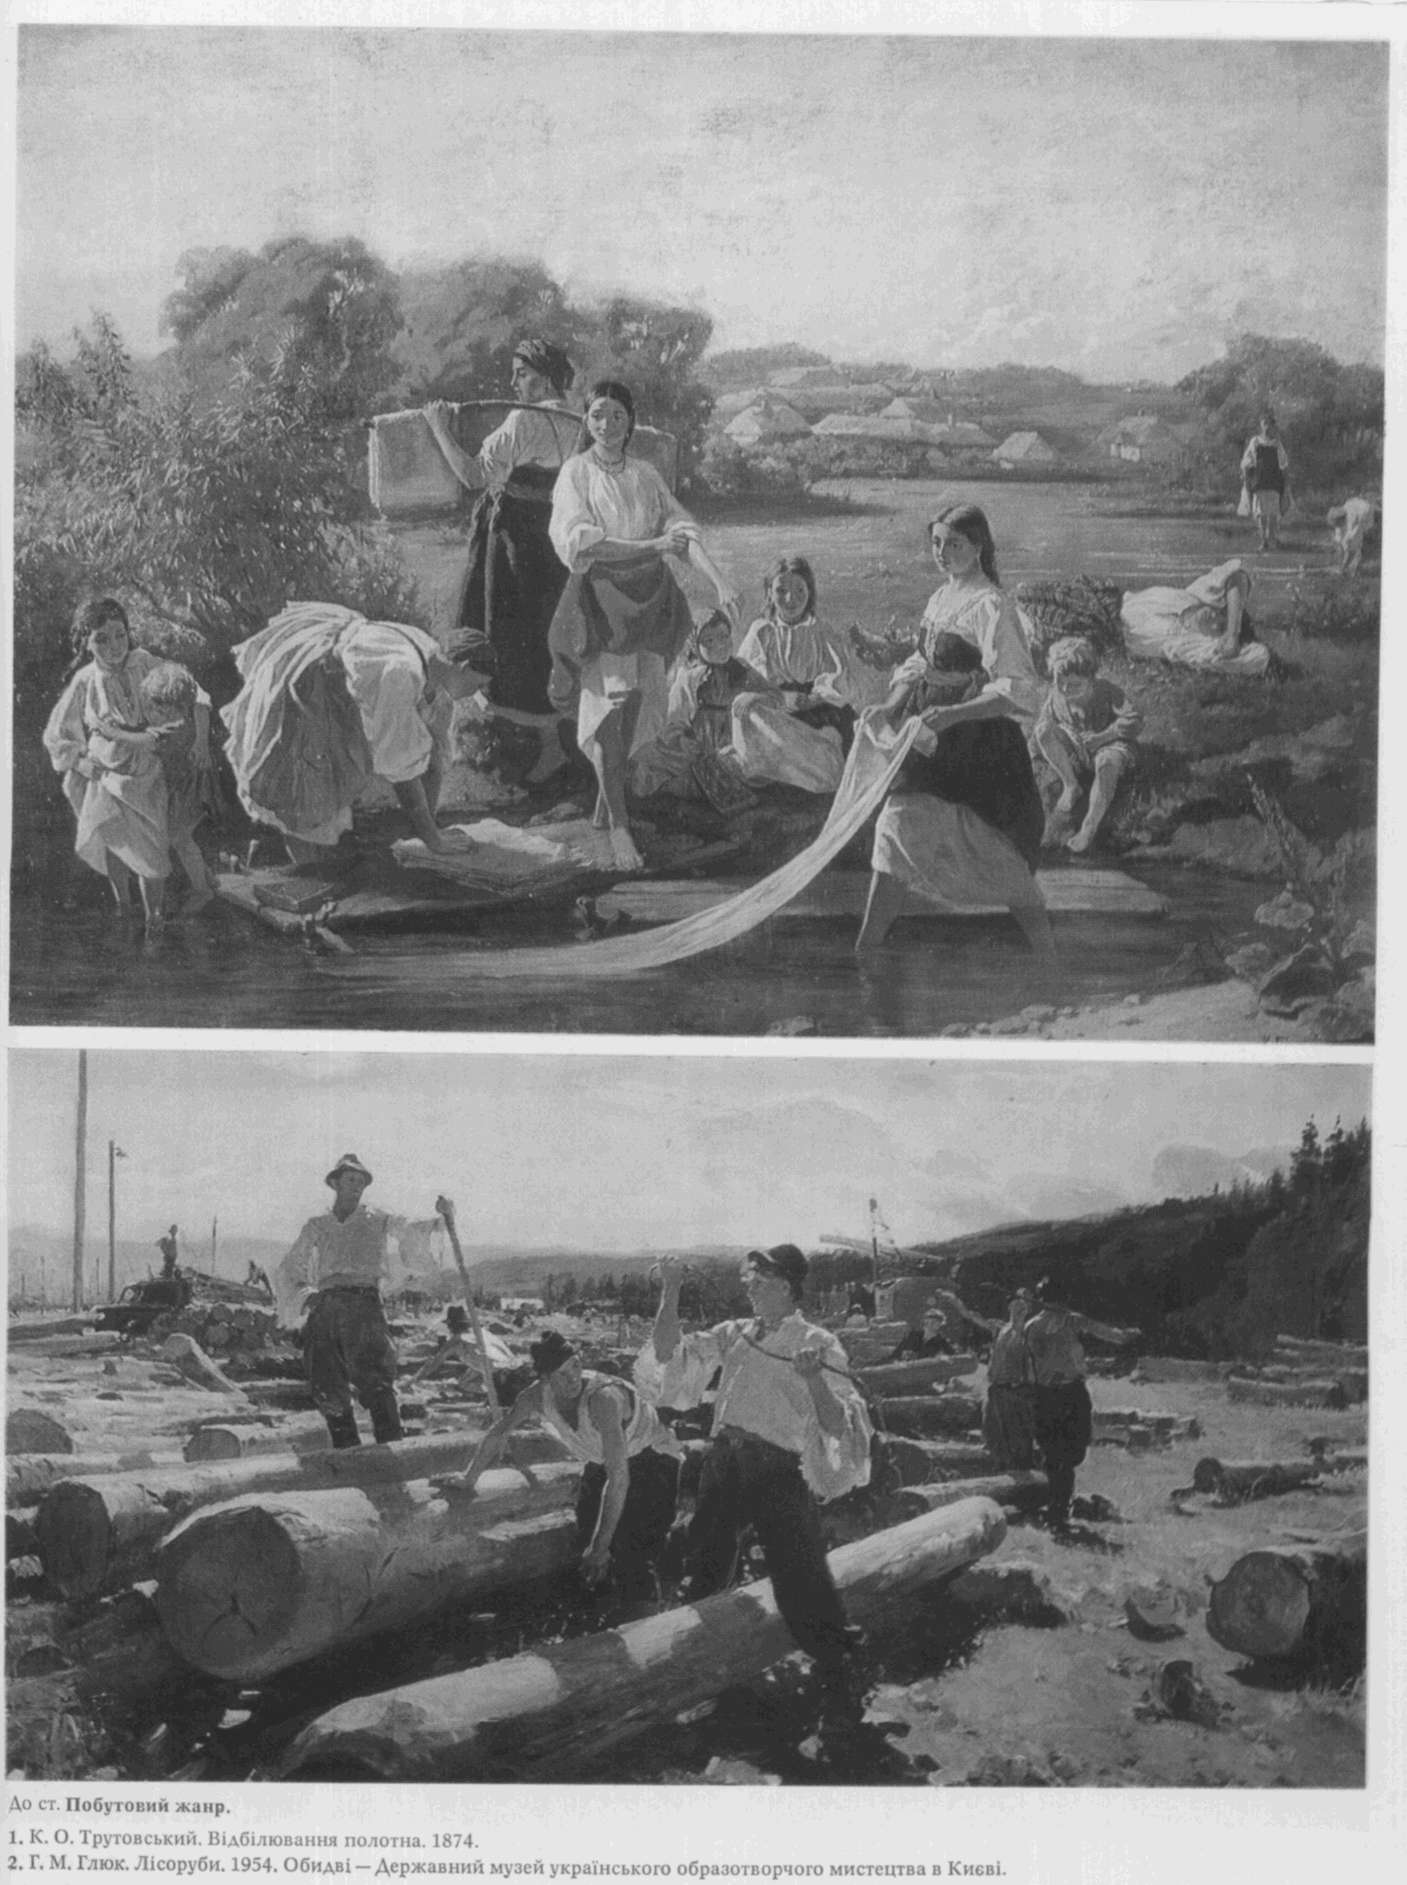 До ст. Побутовий жанр.
1. К. О. Трутовський. Відбілювання полотна. 1874.
2. Г. М. Глюк. Лісоруби. 1954. Обидві — Державний музей українського образотворчого мистецтва в Києві.